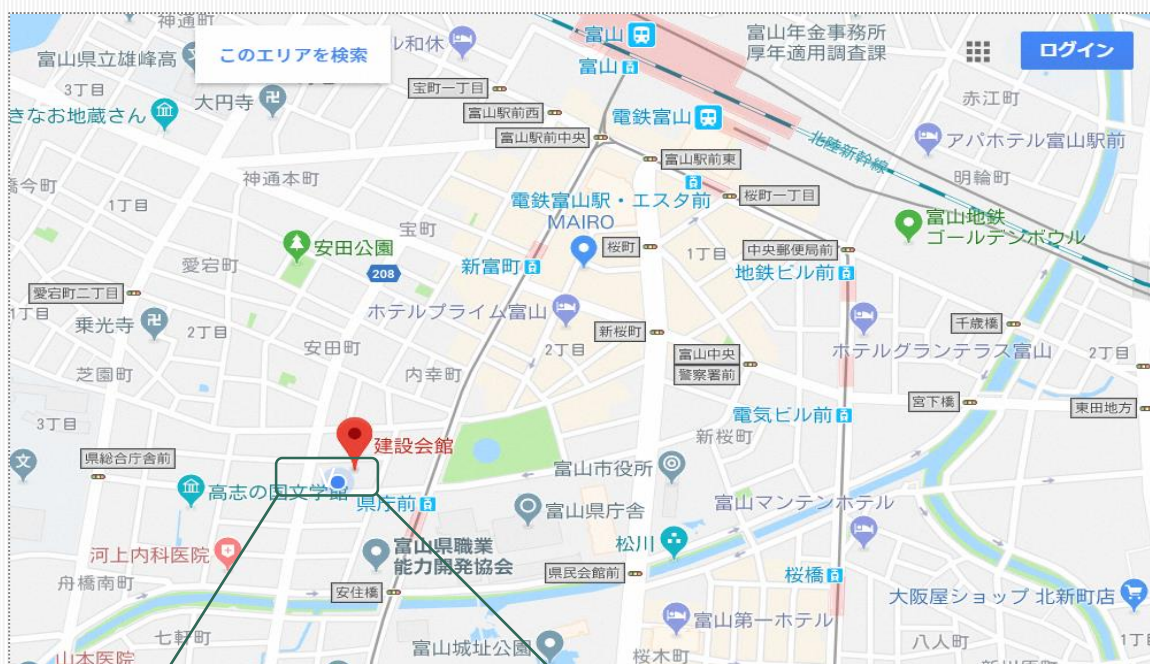 神通町
富山
富山年金事務所
厚年適用調査課
ログイン
このエリアを検索
ル和休
富山県立雄峰高
富山
3丁目
大円寺
宝町一丁目
赤江町
きなお地蔵さん
富山駅前西
電鉄富山
富山駅前中央
北陸新幹線
アパホテル富山駅前
富山駅前東
橋今町
神通本町
明輪町
1丁目
電鉄富山駅・エスタ前
桜町一丁目
MAIRO
宝町
富山地鉄
ゴールデンボウル
安田公園
桜町
1丁目
中央郵便局前
愛宕町
208
新富町
地鉄ビル前
愛宕町二丁目
1丁目
ホテルプライム富山
乗光寺
2丁目
新桜町
千歳橋
安田町
2丁目
富山中央
警察署前
ホテルグランテラス富山
2丁目
芝園町
内幸町
宮下橋
東田地方
3丁目
電気ビル前
建設会館
新桜町
県総合庁舎前
富山市役所
高志の国文学館
県庁前
富山県庁舎
富山マンテンホテル
河上内科医院
富山県職業
能力開発協会
松川
舟橋南町
県民会館前
桜橋
安住橋
大阪屋ショップ 北新町店
七軒町
富山第一ホテル
富山城址公園
八人町
山本医院
桜木町